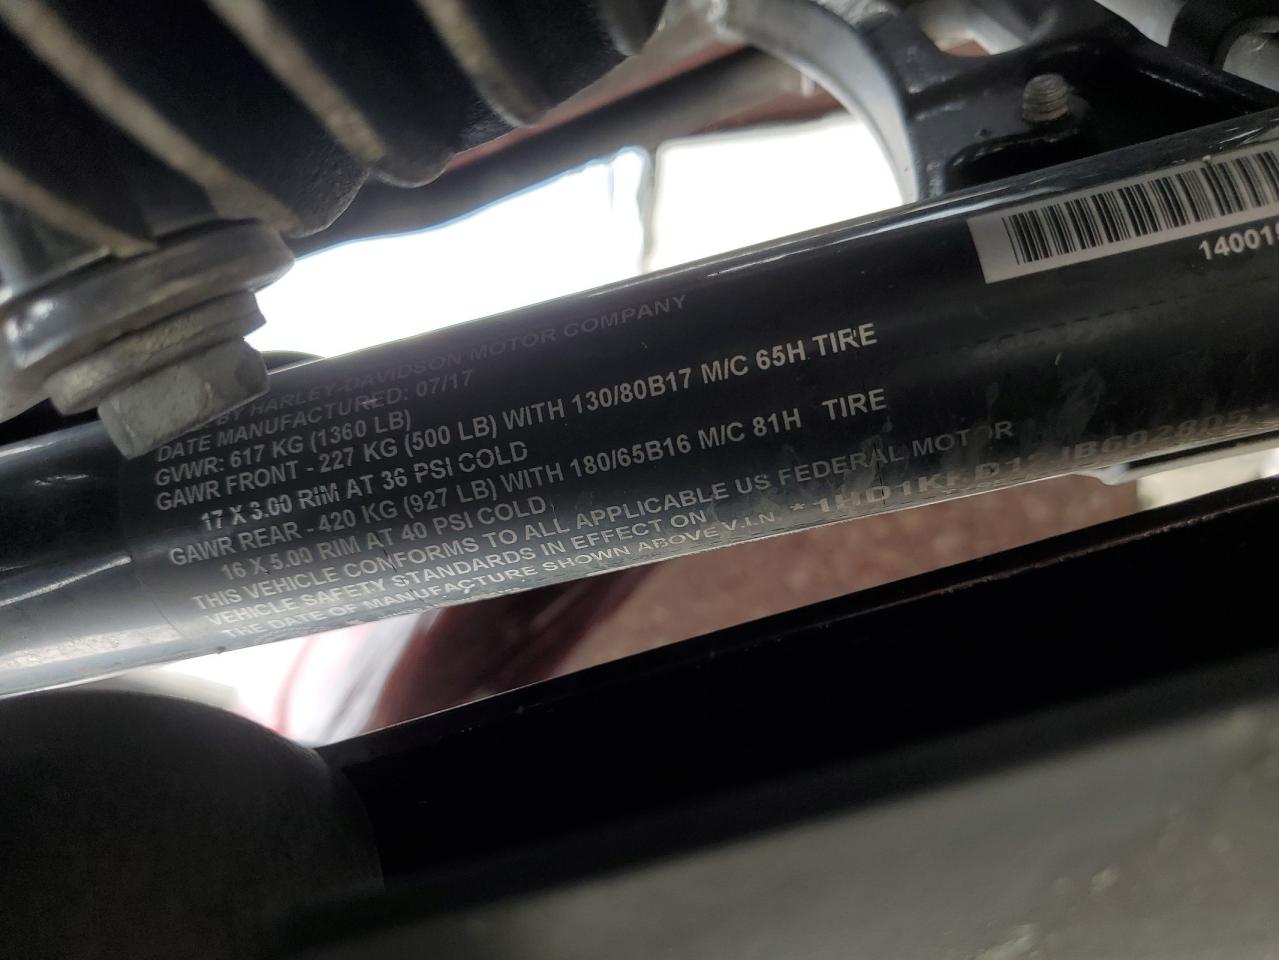 140019
BY HARLEY-DAVIDSON MOTOR COMPANY
DATE MANUFACTURED: 07/17
GVWR: 617 KG (1360 LB)
GAWR FRONT - 227 KG (500 LB) WITH 130/80B17 M/C 65H TIRE
17 X 3.00 RIM AT 36 PSI COLD
GAWR REAR - 420 KG (927 LB) WITH 180/65B16 M/C 81H TIRE
16 X 5.00 RIM AT 40 PSI COLD
THIS VEHICLE CONFORMS TO ALL APPLICABLE US FEDERAL MOTOR
VEHICLE SAFETY STANDARDS IN EFFECT ON
THE DATE OF MANUFACTURE SHOWN ABOVE V.I.N.